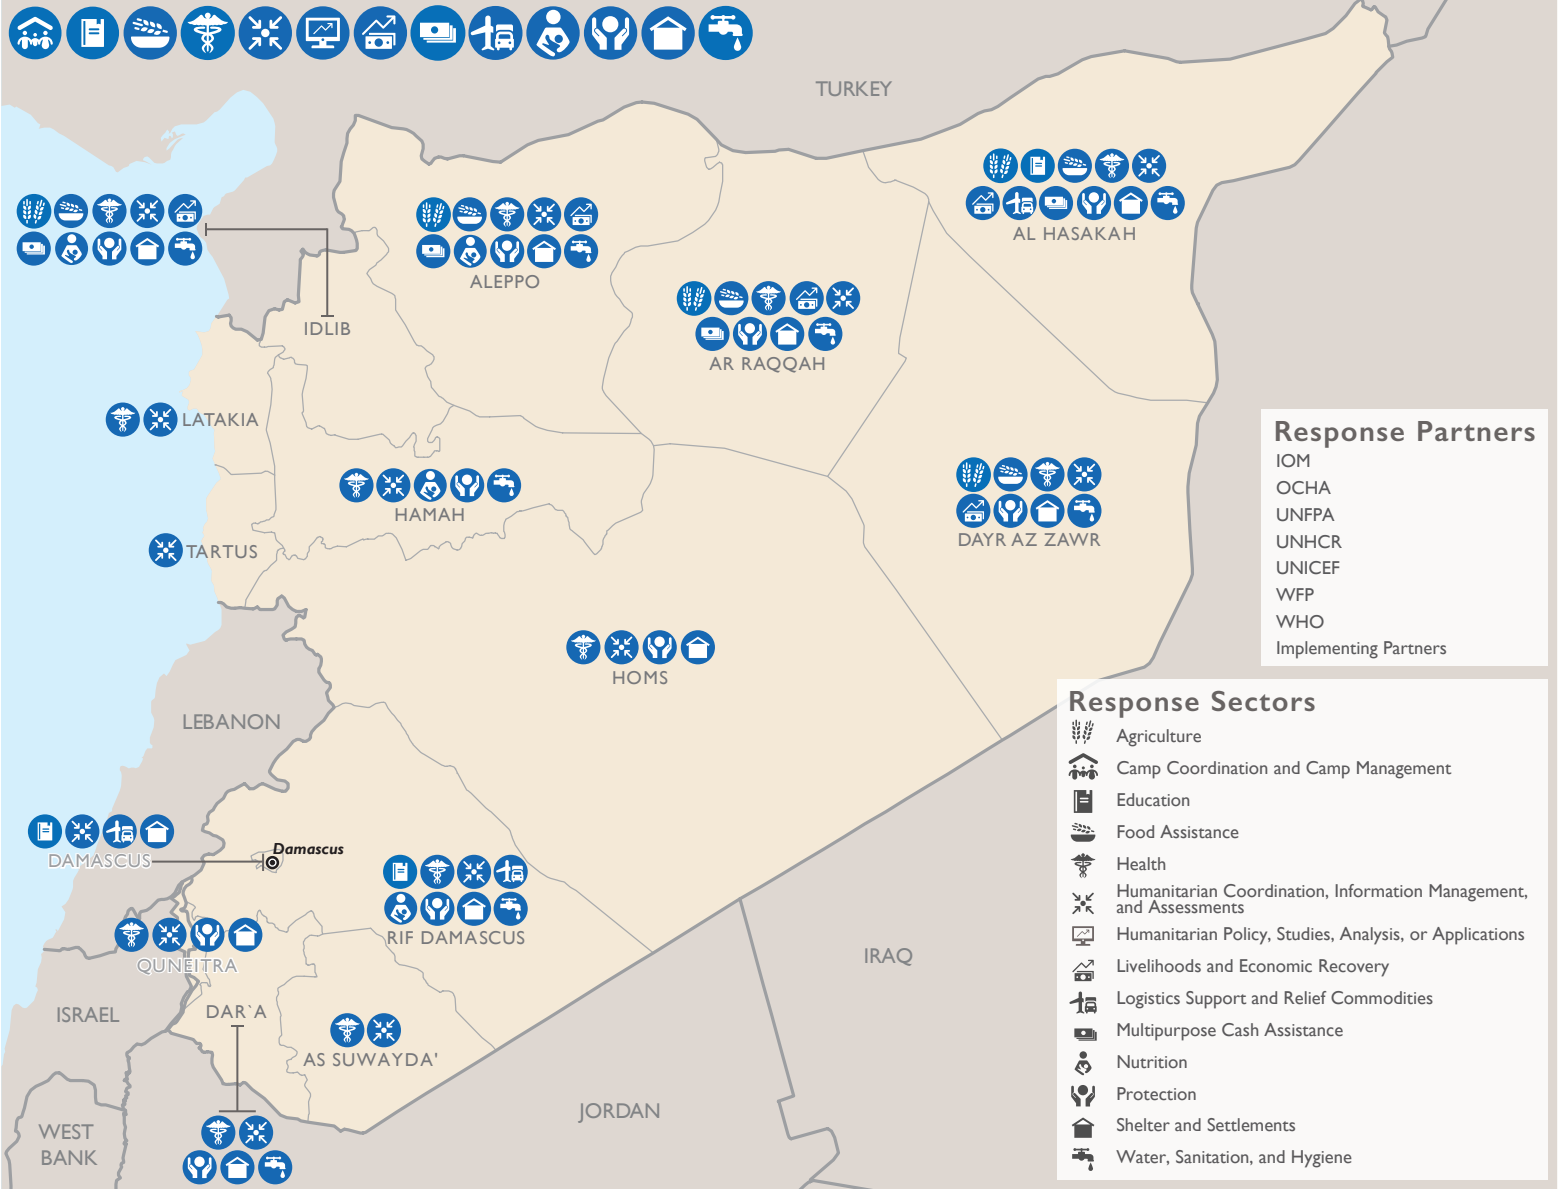 TURKEY
AL HASAKAH
ALEPPO
IDLIB
AR RAQQAH
LATAKIA
HAMAH
TARTUS
DAYR AZ ZAWR
HOMS
LEBANON
DAMASCUS
Damascus
RIF DAMASCUS
QUNEITRA
IRAQ
ISRAEL
DAR`A
AS SUWAYDA'
JORDAN
WEST
BANK
Response Partners
IOM
OCHA
UNFPA
UNHCR
UNICEF
WFP
WHO
Implementing Partners
Response Sectors
Agriculture
Camp Coordination and Camp Management
Education
Food Assistance
Health
Humanitarian Coordination, Information Management,
and Assessments
Humanitarian Policy, Studies, Analysis, or Applications
Livelihoods and Economic Recovery
Logistics Support and Relief Commodities
Multipurpose Cash Assistance
Nutrition
Protection
Shelter and Settlements
Water, Sanitation, and Hygiene